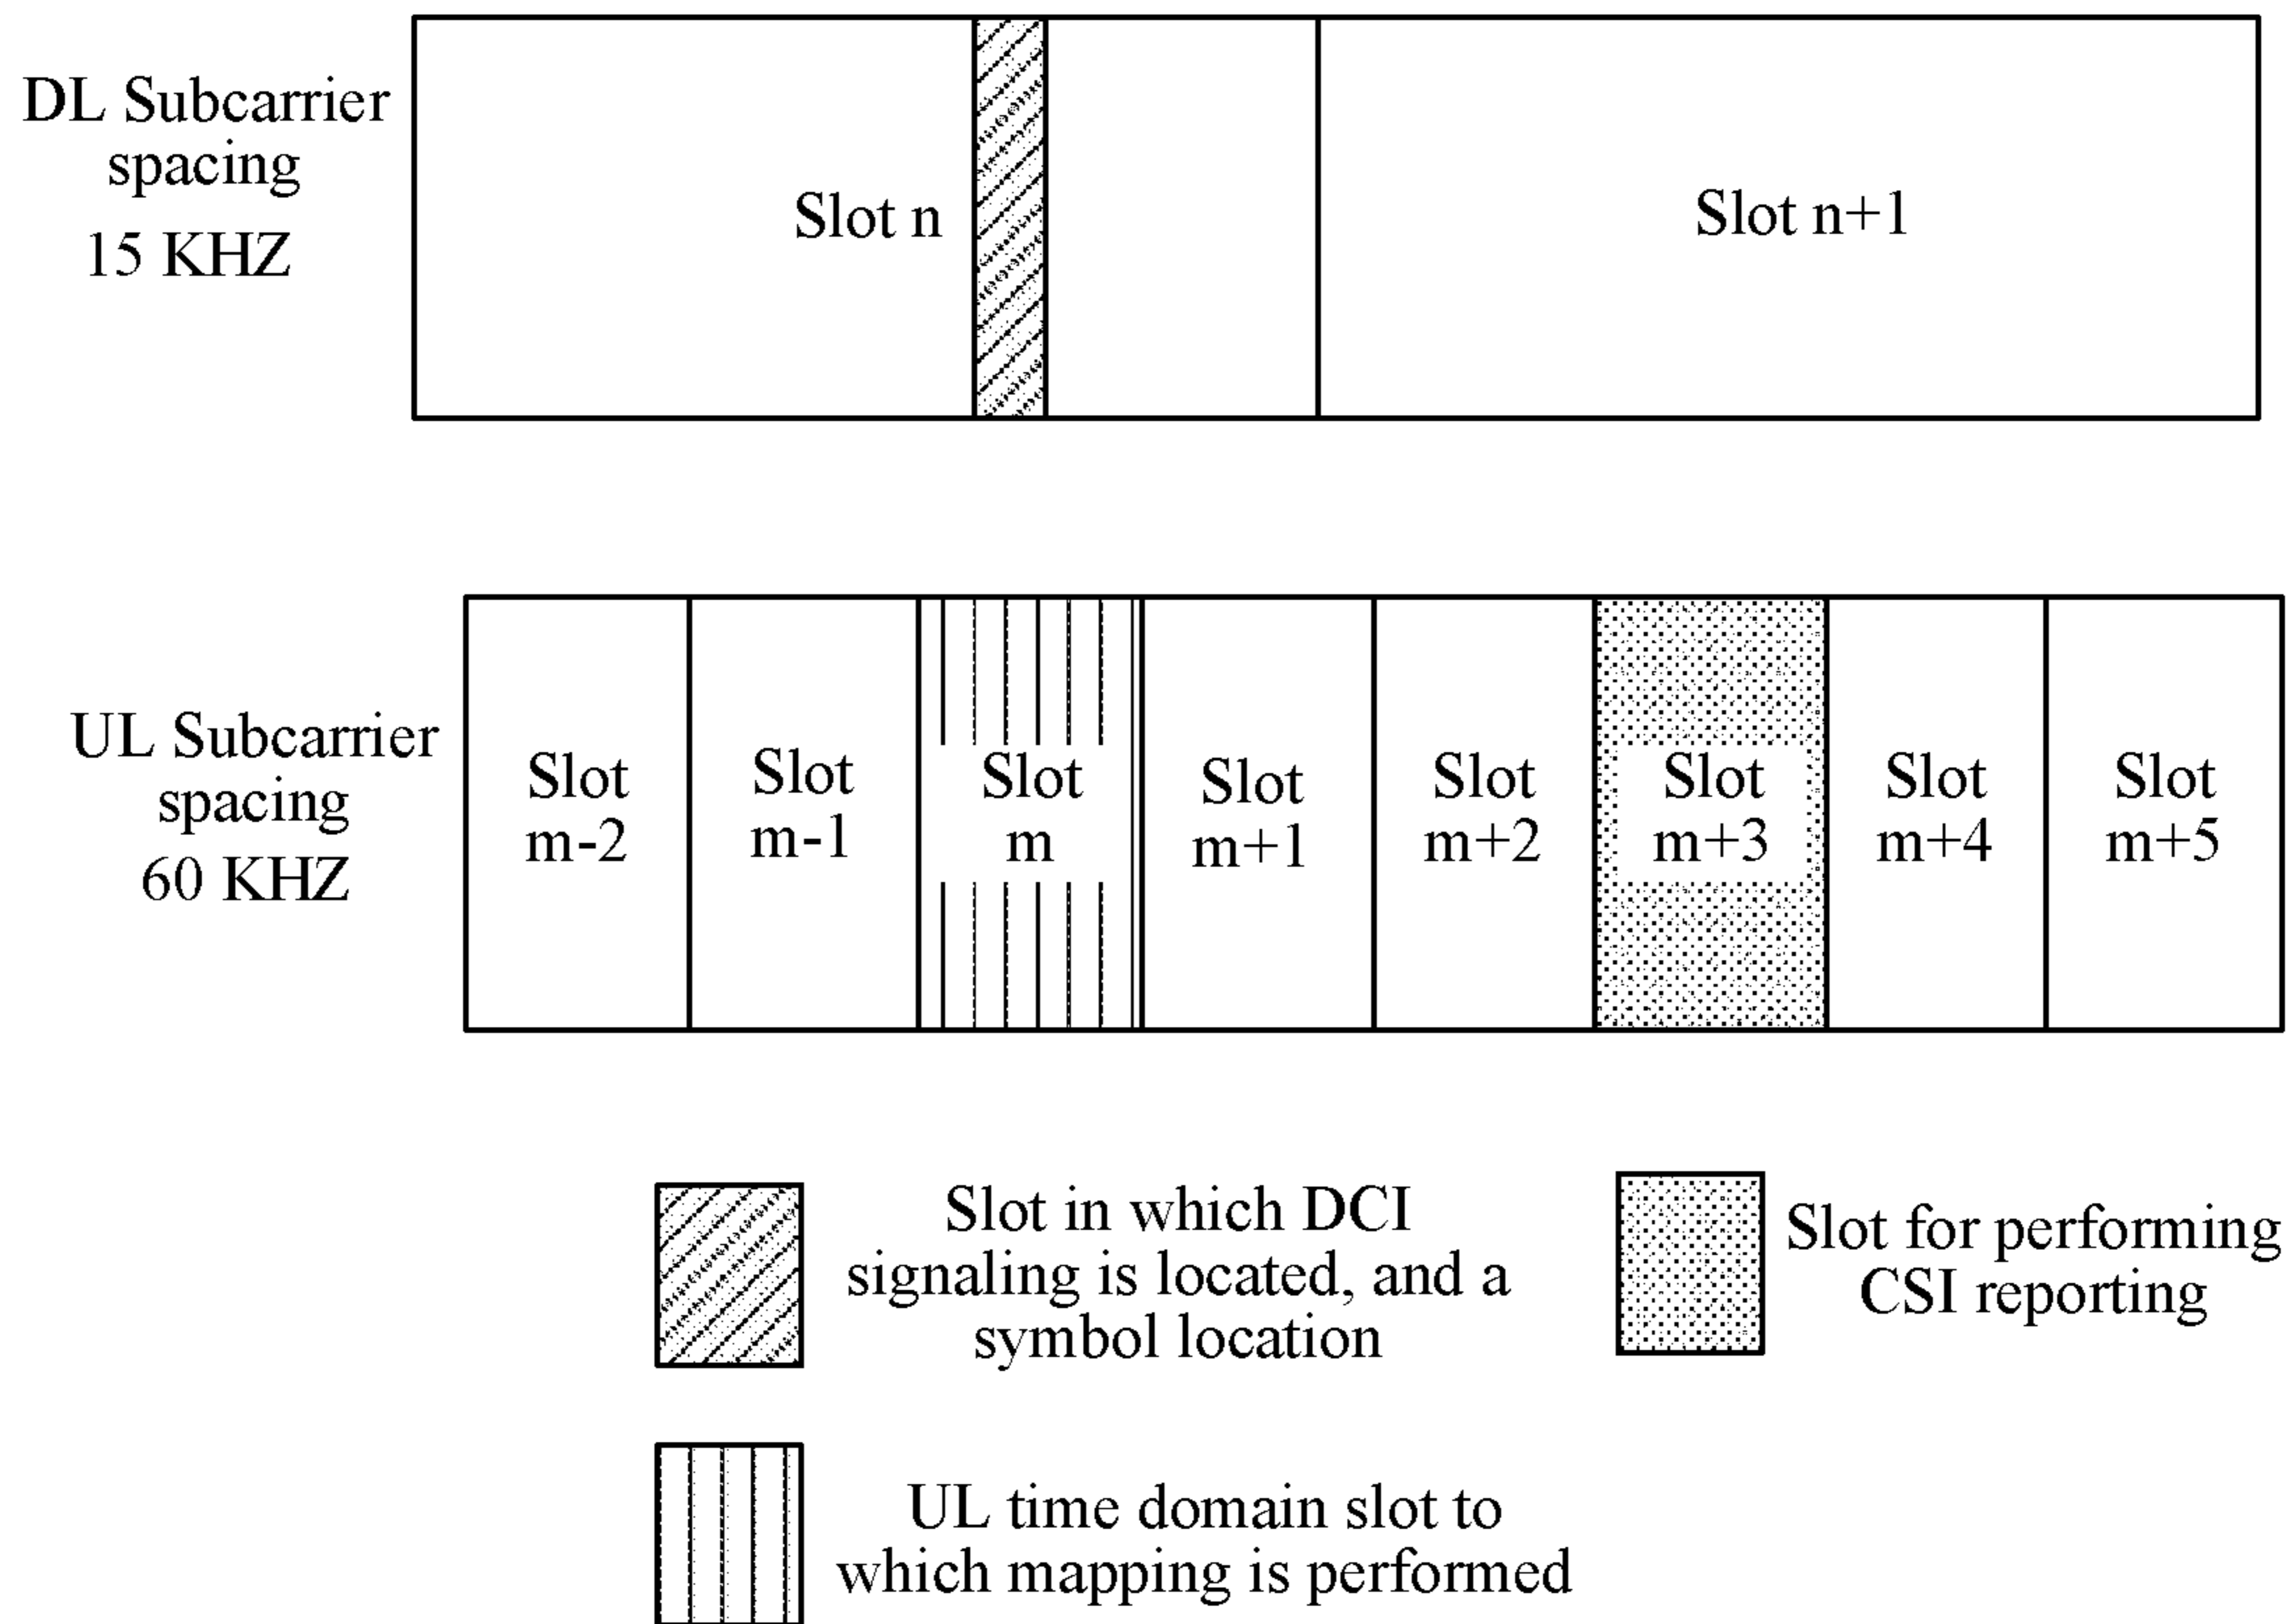 DL Subcarrier
spacing
15 KHZ
Slot n
Slot n+1
UL Subcarrier
spacing
60 KHZ
Slot
m-2
Slot
m-1
Slot
m
Slot
m+1
Slot
m+2
Slot
m+3
Slot
m+4
Slot
m+5
Slot in which DCI
signaling is located, and a
symbol location
Slot for performing
CSI reporting
UL time domain slot to
which mapping is performed